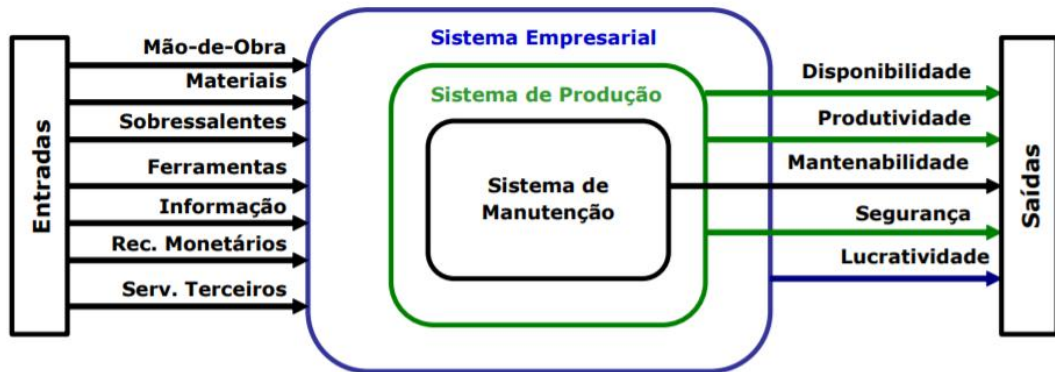 Entradas
Mão-de-Obra
Materiais
Sobressalentes
Ferramentas
Informação
Rec. Monetários
Serv. Terceiros
Sistema Empresarial
Sistema de Produção
Sistema de
Manutenção
Disponibilidade
Produtividade
Mantenabilidade
Segurança
Lucratividade
Saídas